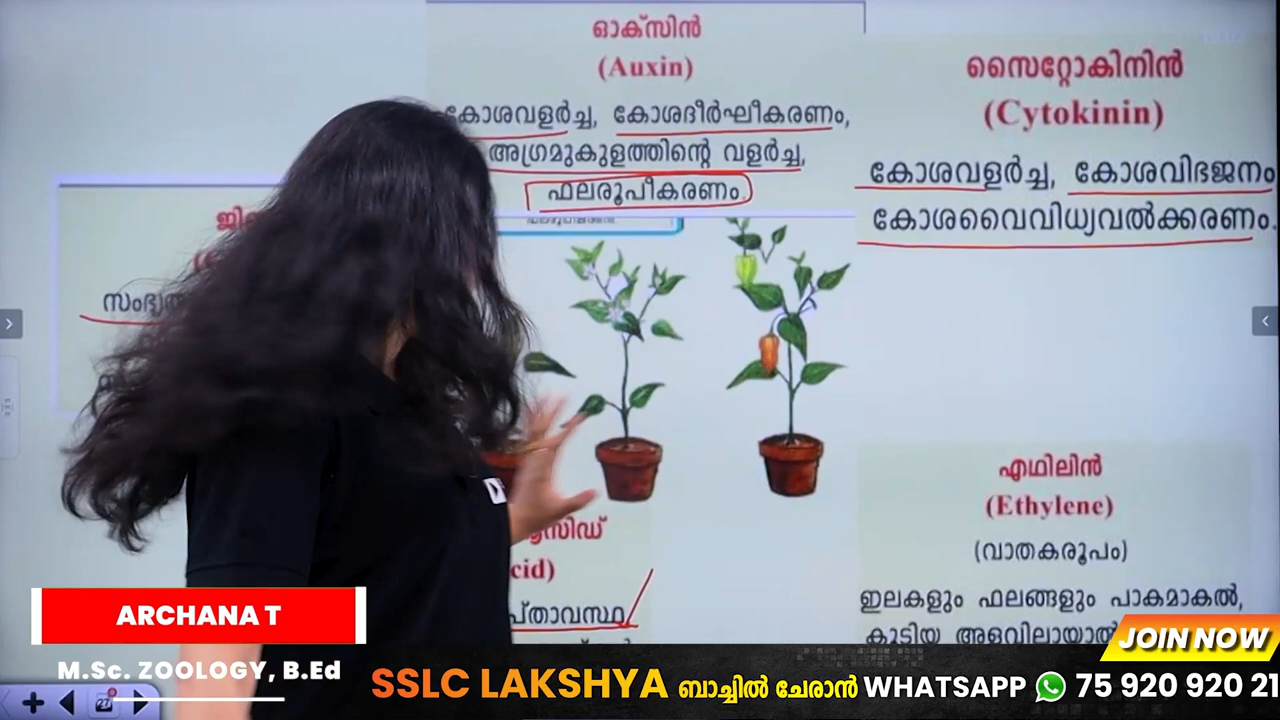 ഓക്സിൻ
(Auxin)
കോശവളർച്ച, കോശദീർഘീകരണം,
അഗ്രമുകുളത്തിന്റെ വളർച്ച,
ഫലരൂപീകരണം.
സൈറ്റോകിനിൻ
(Cytokinin)
കോശവളർച്ച, കോശവിഭജനം
കോശവൈവിധ്യവൽക്കരണം.
എഥിലിൻ
(Ethylene)
(വാതകരൂപം)
ഇലകളും ഫലങ്ങളും പാകമാകൽ,
കൂടിയ അളവിലായാൽ
ARCHANA T
M.Sc. ZOOLOGY, B.Ed
JOIN NOW
SSLC LAKSHYA ബാച്ചിൽ ചേരാൻ WHATSAPP 75 920 920 21